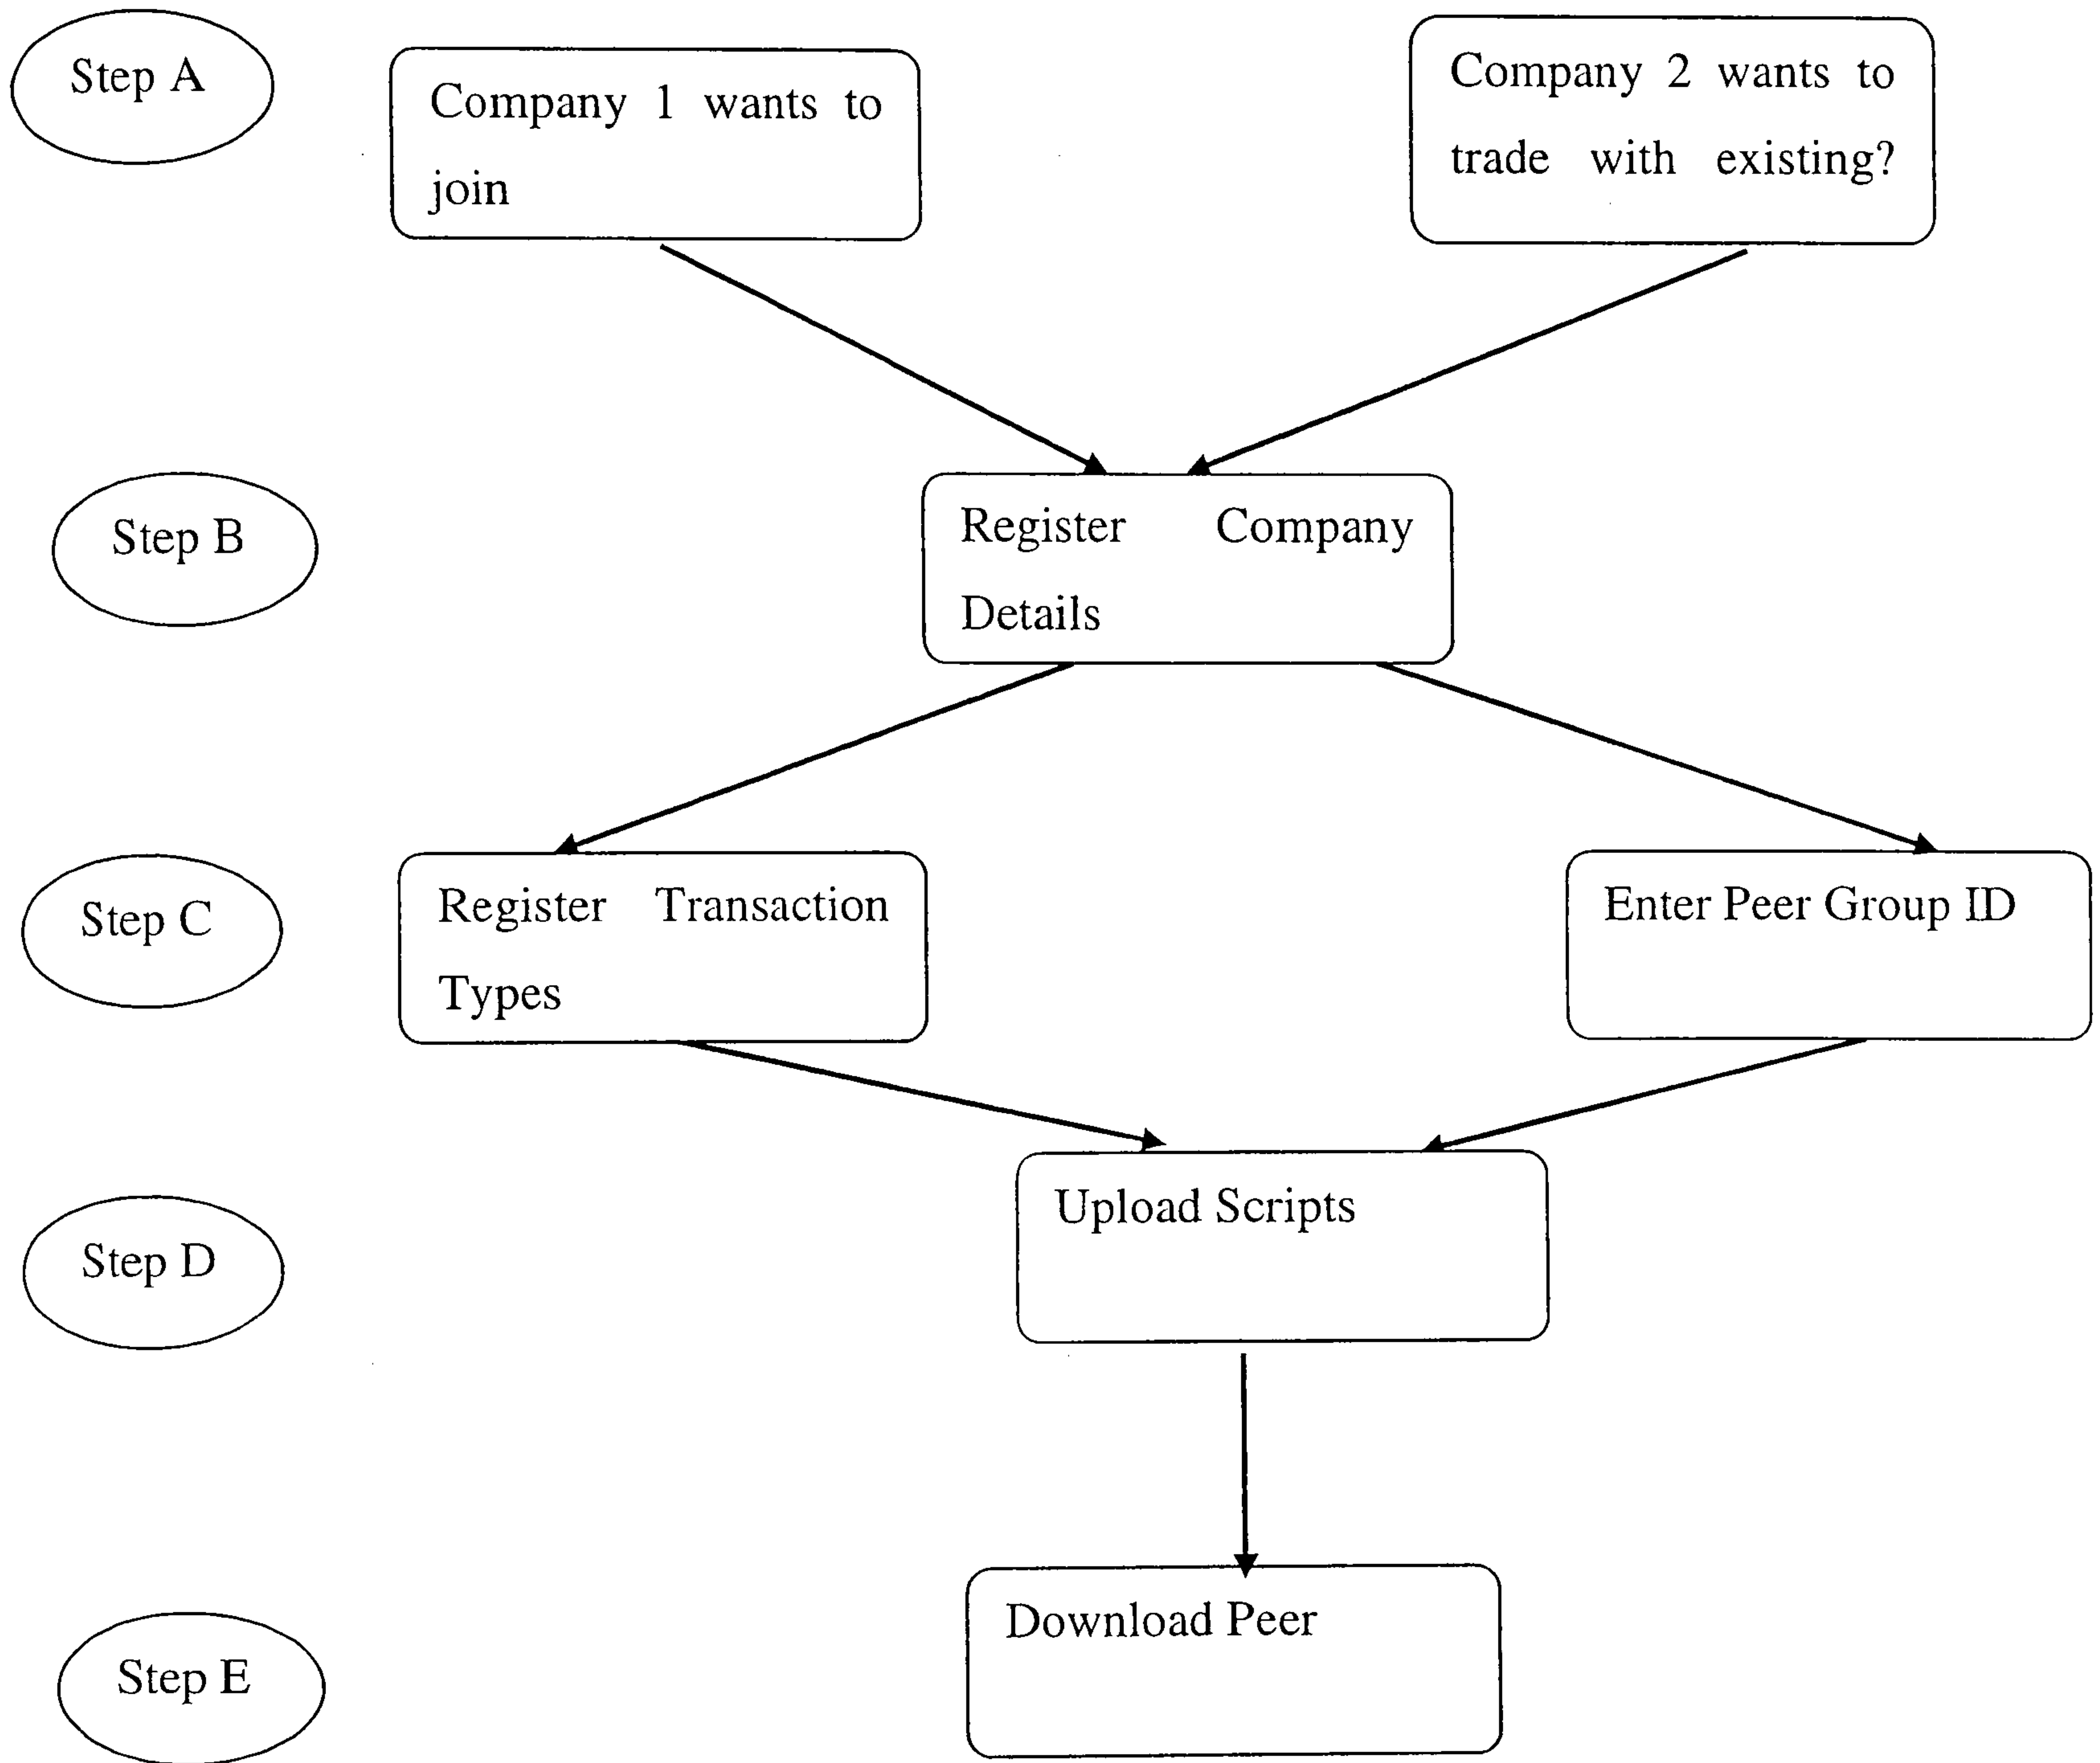 Step A
Company 1 wants to
join
Company 2 wants to
trade with existing?
Step B
Register Company
Details
Step C
Register Transaction
Types
Enter Peer Group ID
Step D
Upload Scripts
Step E
Download Peer